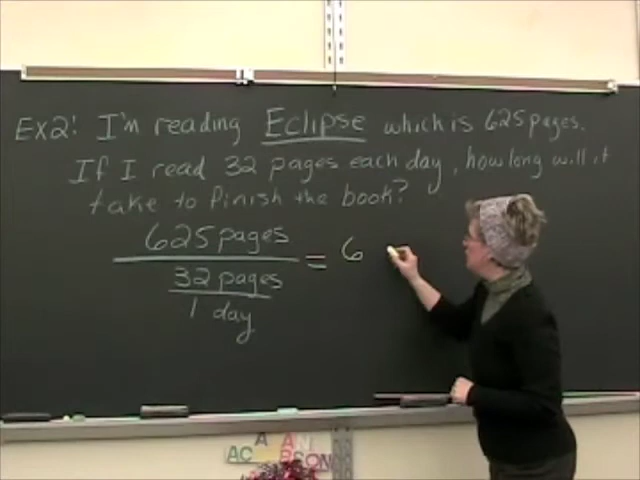 Ex2: I'm reading Eclipse which is 625 pages.
If I read 32 pages each day, how long will it
take to finish the book?
625 pages
32 pages
1 day
= 6